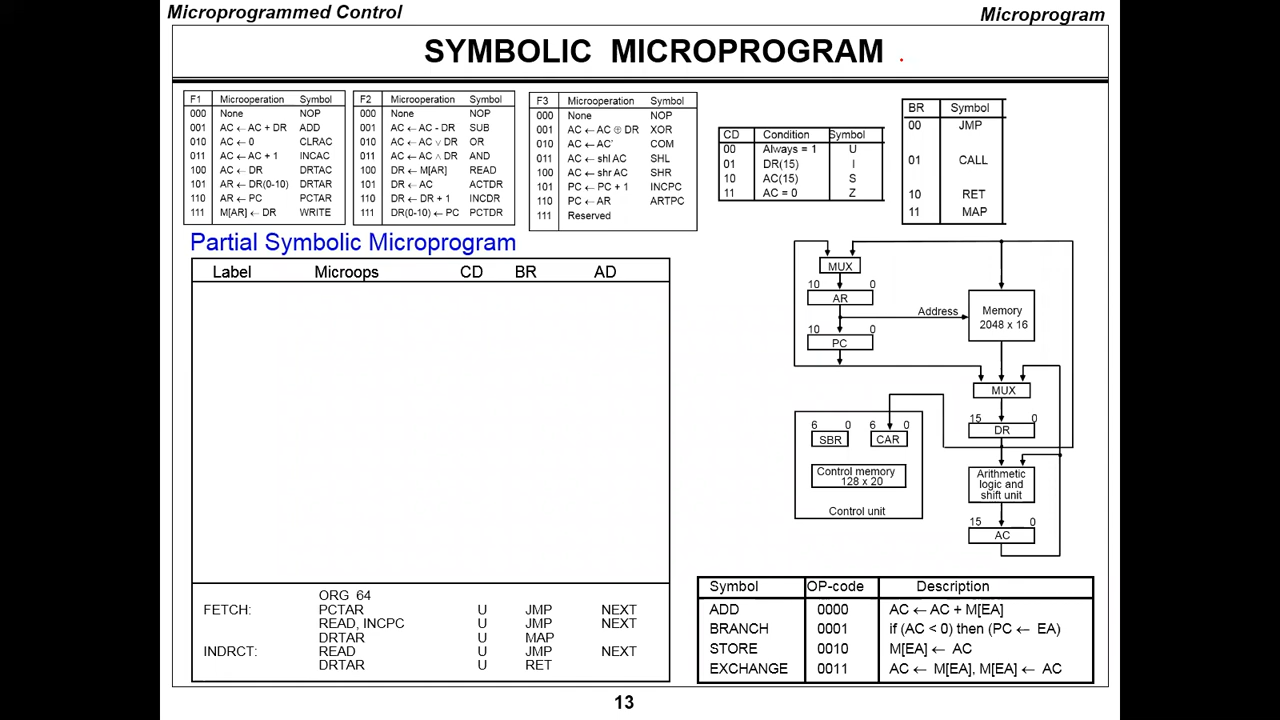 Microprogrammed Control
Microprogram
SYMBOLIC MICROPROGRAM
F1 Microoperation Symbol
000 None NOP
001 AC ← AC + DR ADD
010 AC ← 0 CLRAC
011 AC ← AC + 1 INCAC
100 AC ← DR DRTAC
101 AR ← DR(0-10) DRTAR
110 AR ← PC PCTAR
111 M[AR] ← DR WRITE
F2 Microoperation Symbol
000 None NOP
001 AC ← AC - DR SUB
010 AC ← AC ∨ DR OR
011 AC ← AC ∧ DR AND
100 DR ← M[AR] READ
101 DR ← AC ACTDR
110 DR ← DR + 1 INCDR
111 DR(0-10) ← PC PCTDR
F3 Microoperation Symbol
000 None NOP
001 AC ← AC ⊕ DR XOR
010 AC ← AC' COM
011 AC ← shl AC SHL
100 AC ← shr AC SHR
101 PC ← PC + 1 INCPC
110 PC ← AR ARTPC
111 Reserved
CD Condition Symbol
00 Always = 1 U
01 DR(15) I
10 AC(15) S
11 AC = 0 Z
BR Symbol
00 JMP
01 CALL
10 RET
11 MAP
Partial Symbolic Microprogram
Label Microops CD BR AD
ORG 64
FETCH: PCTAR U JMP NEXT
READ, INCPC U JMP NEXT
DRTAR U MAP
INDRCT: READ U JMP NEXT
DRTAR U RET
MUX
10 0
AR
Address
Memory
2048 x 16
10 0
PC
MUX
15 0
DR
6 0 6 0
SBR CAR
Control memory
128 x 20
Control unit
Arithmetic
logic and
shift unit
15 0
AC
Symbol OP-code Description
ADD 0000 AC ← AC + M[EA]
BRANCH 0001 if (AC < 0) then (PC ← EA)
STORE 0010 M[EA] ← AC
EXCHANGE 0011 AC ← M[EA], M[EA] ← AC
13